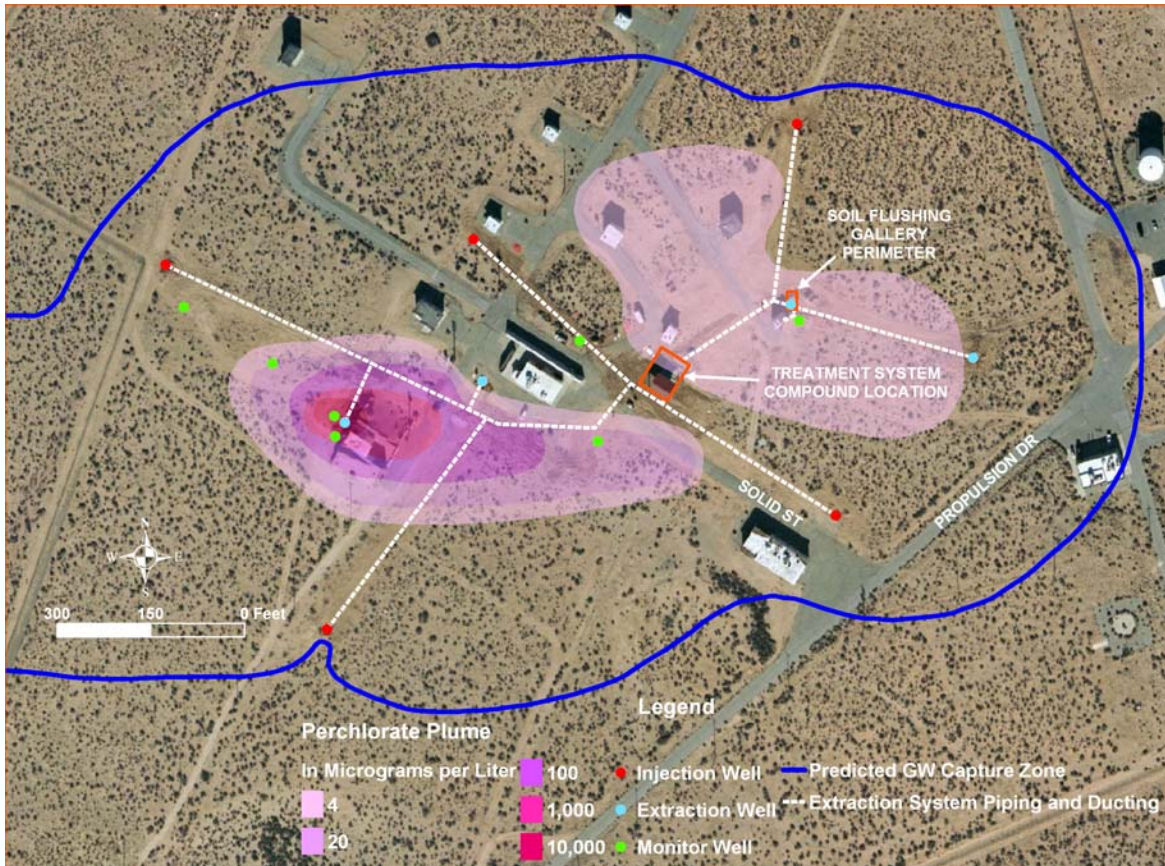 SOIL FLUSHING
GALLERY
PERIMETER
TREATMENT SYSTEM
COMPOUND LOCATION
SOLID ST
PROPULSION DR
N
W E
S
300 150 0 Feet
Legend
Perchlorate Plume
In Micrograms per Liter
4
20
100
1,000
10,000
Injection Well
Extraction Well
Monitor Well
Predicted GW Capture Zone
Extraction System Piping and Ducting